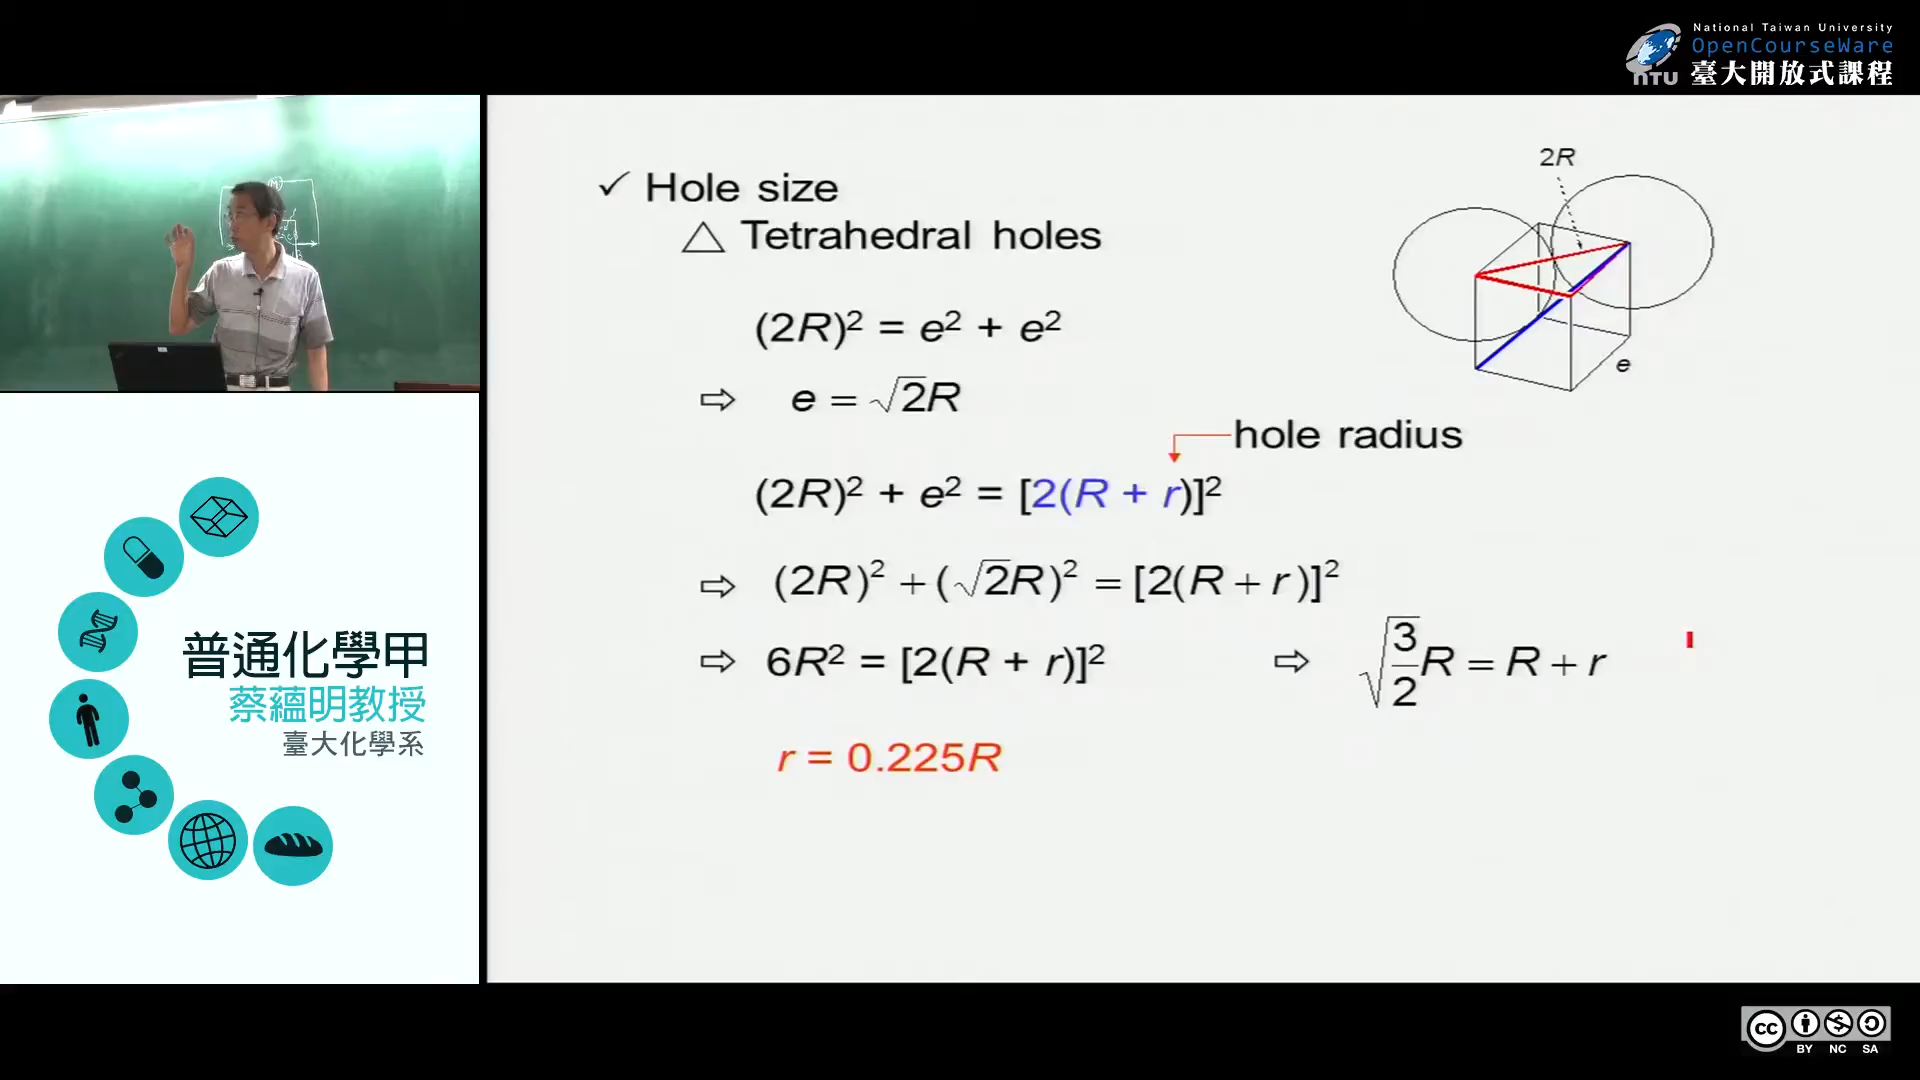 National Taiwan University
OpenCourseWare
臺大開放式課程
NTU
✓ Hole size
△ Tetrahedral holes
2R
e
(2R)² = e² + e²
⇨ e = √2R
hole radius
(2R)² + e² = [2(R + r)]²
⇨ (2R)² + (√2R)² = [2(R + r)]²
⇨ 6R² = [2(R + r)]² ⇨ √(3/2)R = R + r
r = 0.225R
普通化學甲
蔡蘊明教授
臺大化學系
cc
BY NC SA